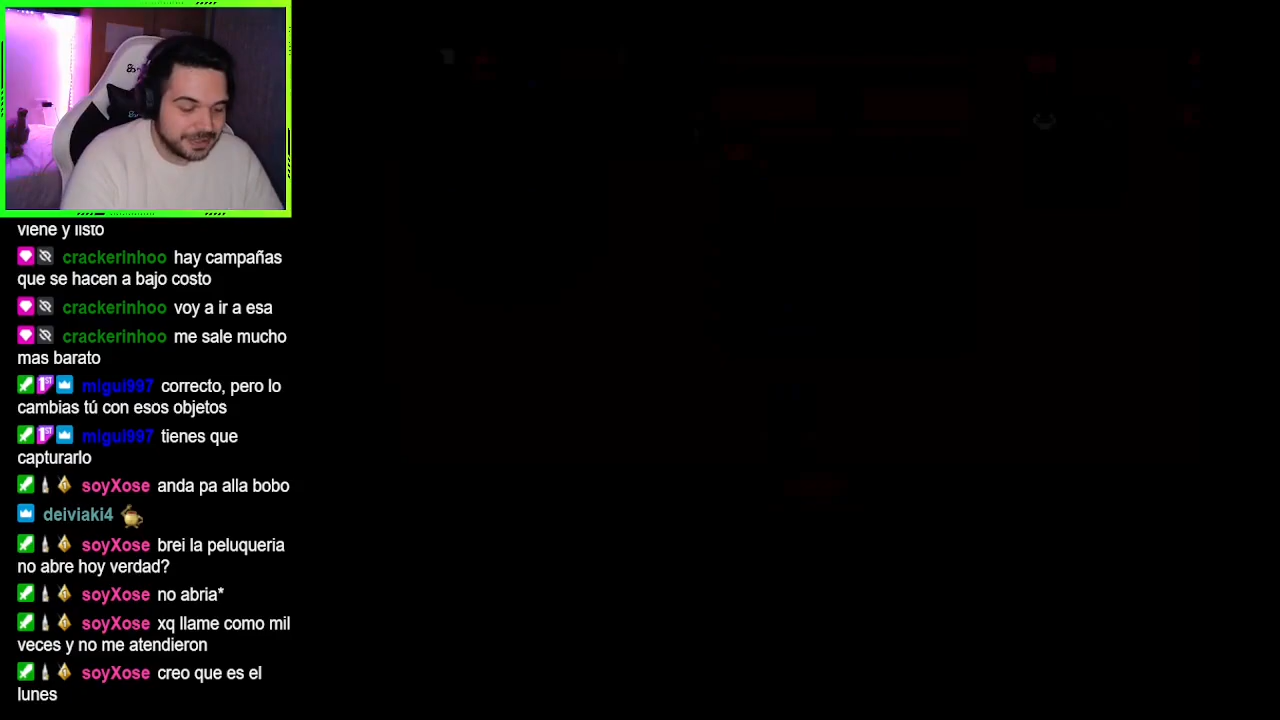 viene y listo
crackerinhoo hay campañas
que se hacen a bajo costo
crackerinhoo voy a ir a esa
crackerinhoo me sale mucho
mas barato
migui997 correcto, pero lo
cambias tú con esos objetos
migui997 tienes que
capturarlo
soyXose anda pa alla bobo
deiviaki4
soyXose brei la peluqueria
no abre hoy verdad?
soyXose no abria*
soyXose xq llame como mil
veces y no me atendieron
soyXose creo que es el
lunes